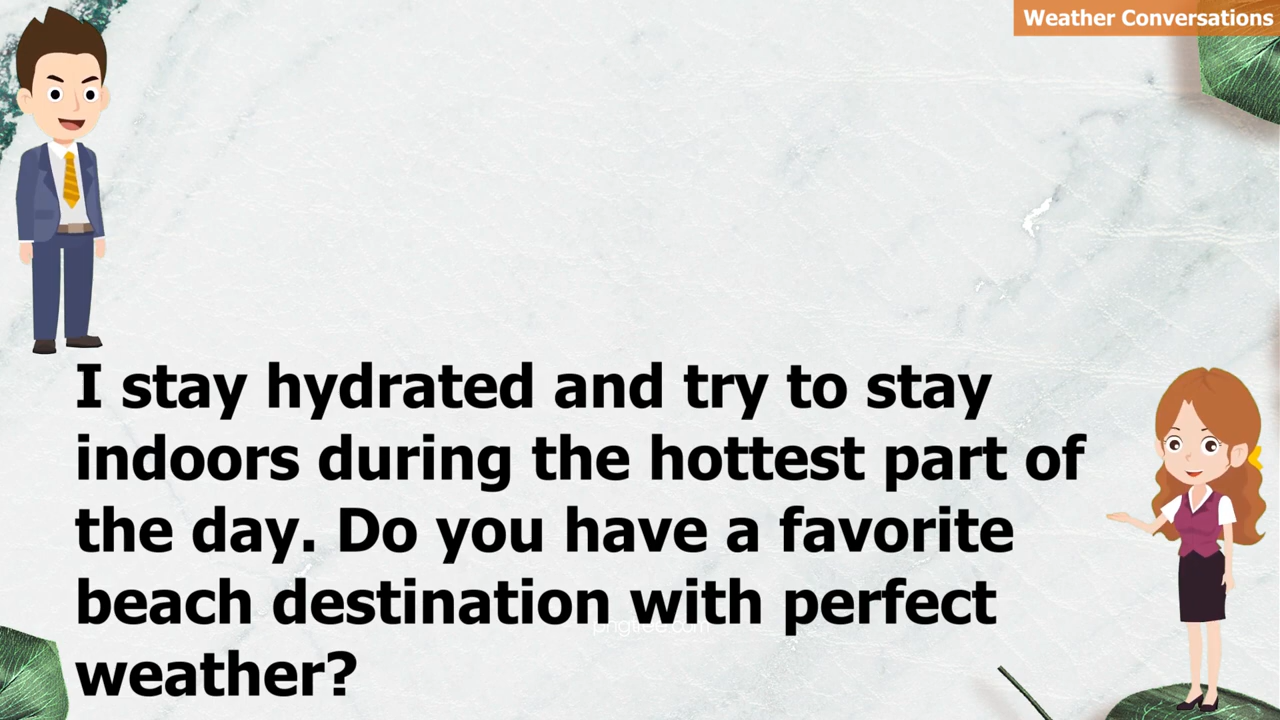 Weather Conversations
I stay hydrated and try to stay
indoors during the hottest part of
the day. Do you have a favorite
beach destination with perfect
weather?